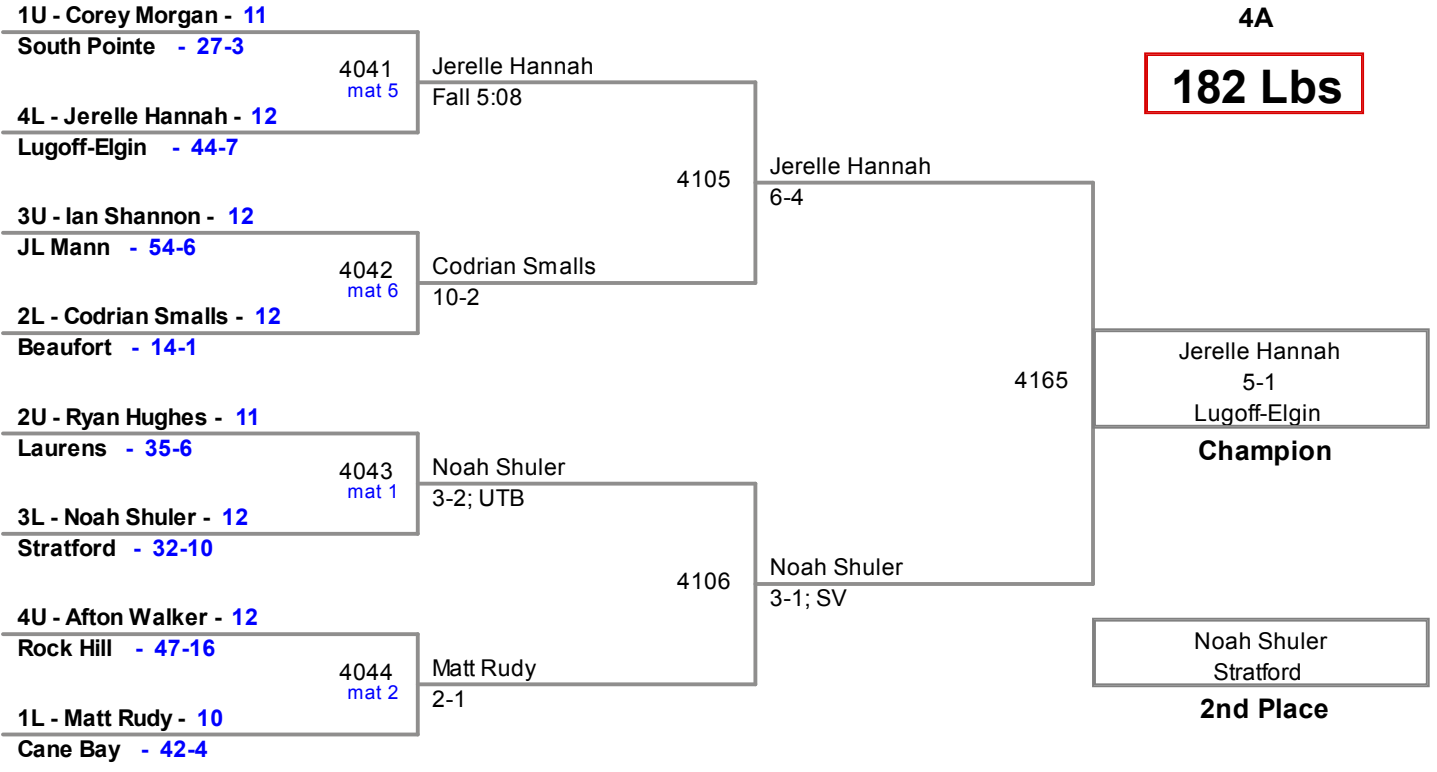 1U - Corey Morgan - 11
South Pointe - 27-3
4041
mat 5
4L - Jerelle Hannah - 12
Lugoff-Elgin - 44-7
Jerelle Hannah
Fall 5:08
3U - Ian Shannon - 12
JL Mann - 54-6
4042
mat 6
2L - Codrian Smalls - 12
Beaufort - 14-1
Codrian Smalls
10-2
4105
Jerelle Hannah
6-4
2U - Ryan Hughes - 11
Laurens - 35-6
4043
mat 1
3L - Noah Shuler - 12
Stratford - 32-10
Noah Shuler
3-2; UTB
4U - Afton Walker - 12
Rock Hill - 47-16
4044
mat 2
1L - Matt Rudy - 10
Cane Bay - 42-4
Matt Rudy
2-1
4106
Noah Shuler
3-1; SV
4165
4A
182 Lbs
Jerelle Hannah
5-1
Lugoff-Elgin
Champion
Noah Shuler
Stratford
2nd Place